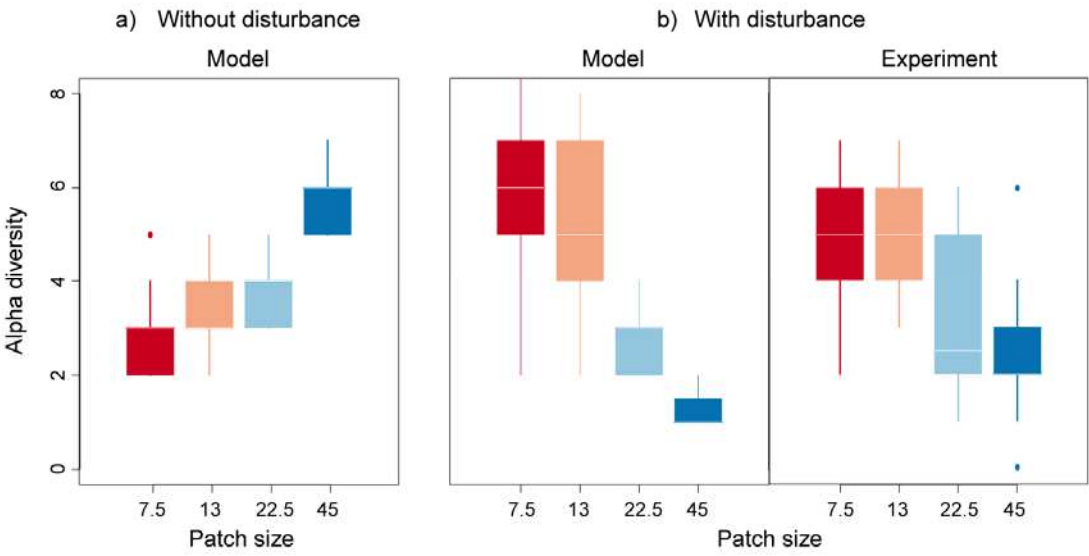 a) Without disturbance
b) With disturbance
Model
Model
Experiment
Alpha diversity
8
6
4
2
0
7.5 13 22.5 45
7.5 13 22.5 45
7.5 13 22.5 45
Patch size
Patch size